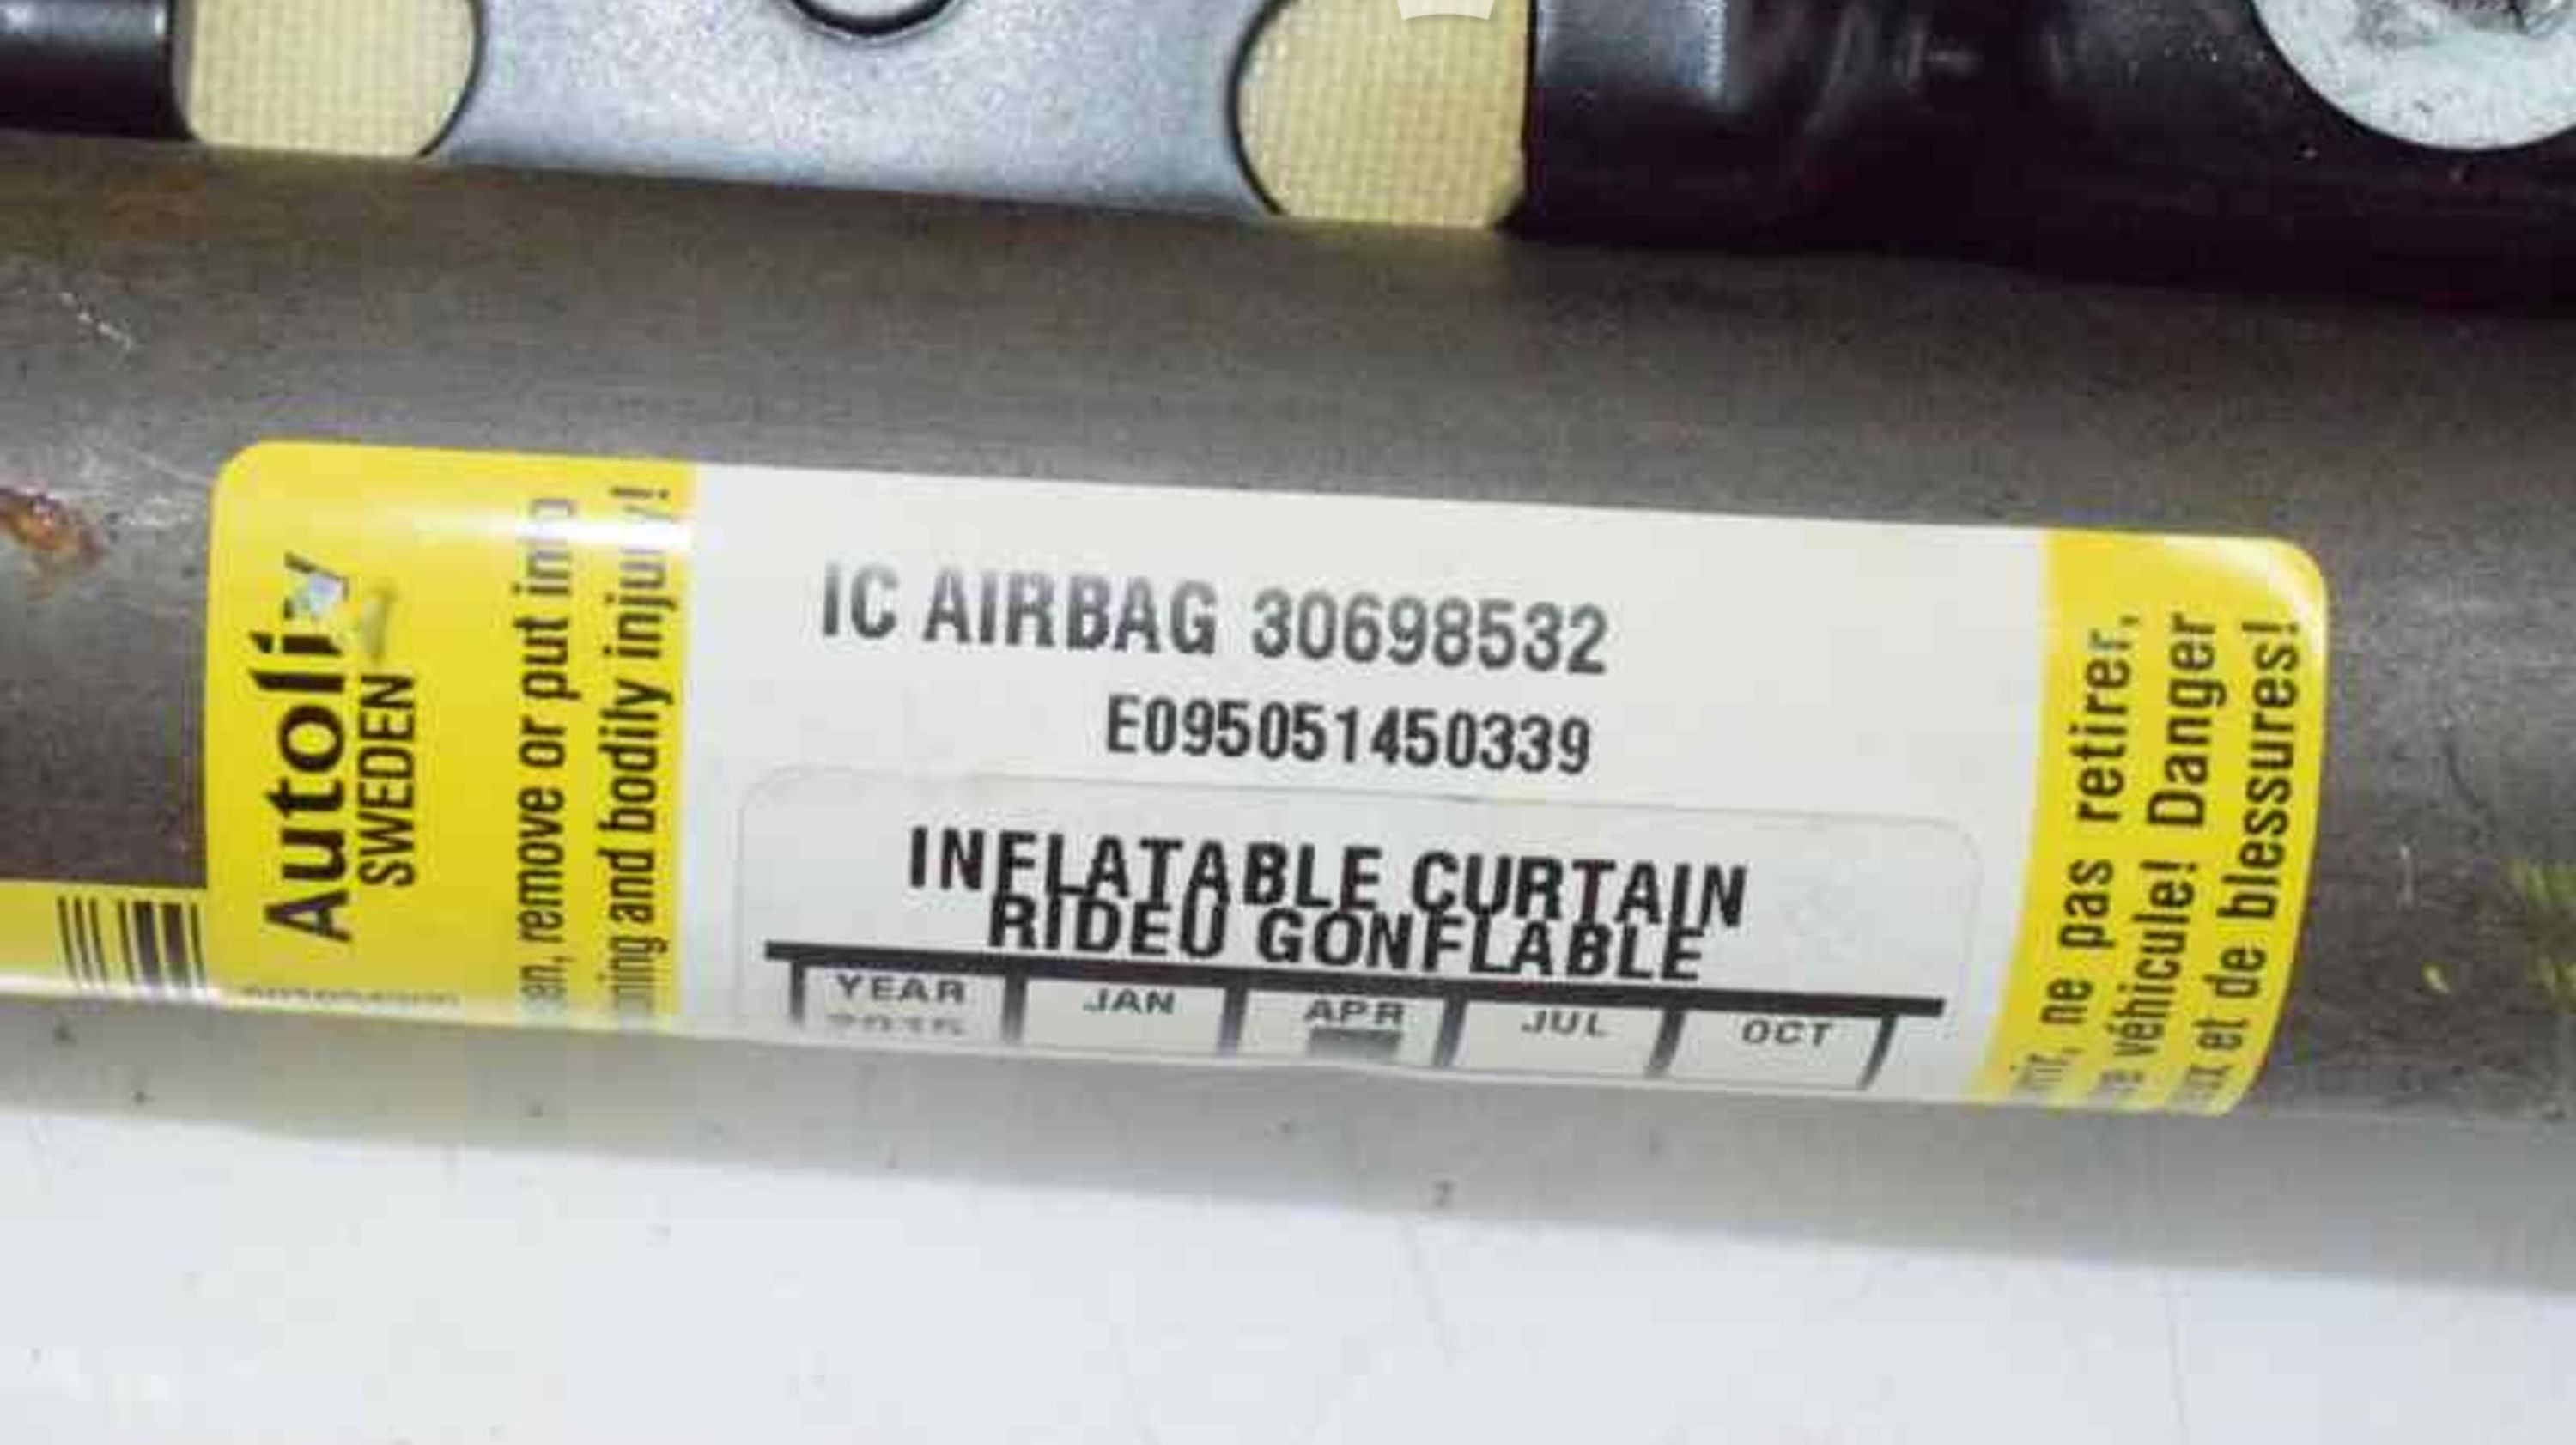 Autoliv
SWEDEN
remove or put into
and bodily injury!
IC AIRBAG 30698532
E095051450339
INFLATABLE CURTAIN
RIDEU GONFLABLE
YEAR JAN APR JUL OCT
ne pas retirer,
véhicule! Danger
et de blessures!